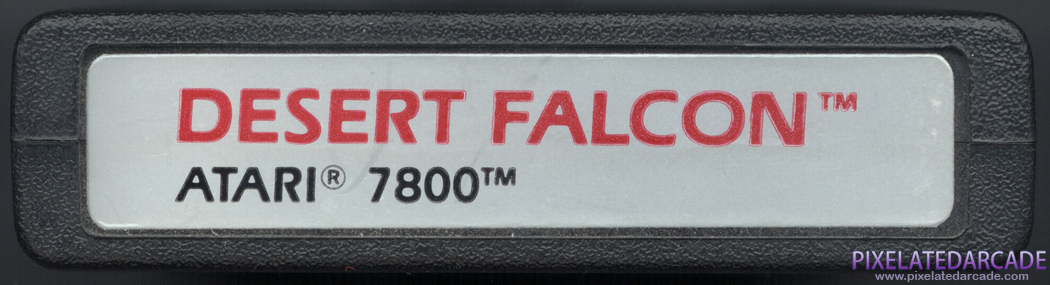 DESERT FALCON™
ATARI® 7800™
PIXELATEDARCADE
www.pixelatedarcade.com